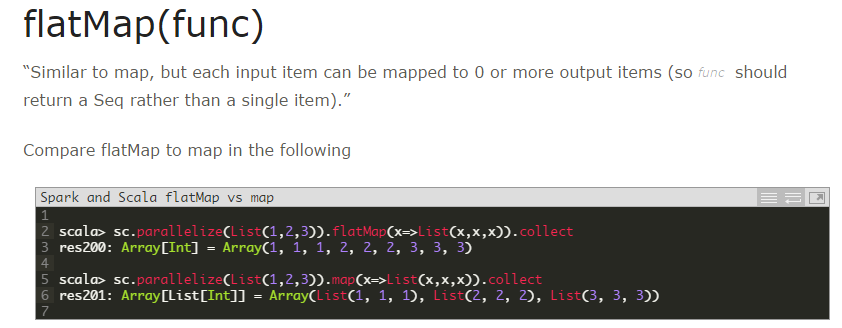 flatMap(func)
“Similar to map, but each input item can be mapped to 0 or more output items (so func should
return a Seq rather than a single item).”
Compare flatMap to map in the following
Spark and Scala flatMap vs map
1
2 scala> sc.parallelize(List(1,2,3)).flatMap(x=>List(x,x,x)).collect
3 res200: Array[Int] = Array(1, 1, 1, 2, 2, 2, 3, 3, 3)
4
5 scala> sc.parallelize(List(1,2,3)).map(x=>List(x,x,x)).collect
6 res201: Array[List[Int]] = Array(List(1, 1, 1), List(2, 2, 2), List(3, 3, 3))
7